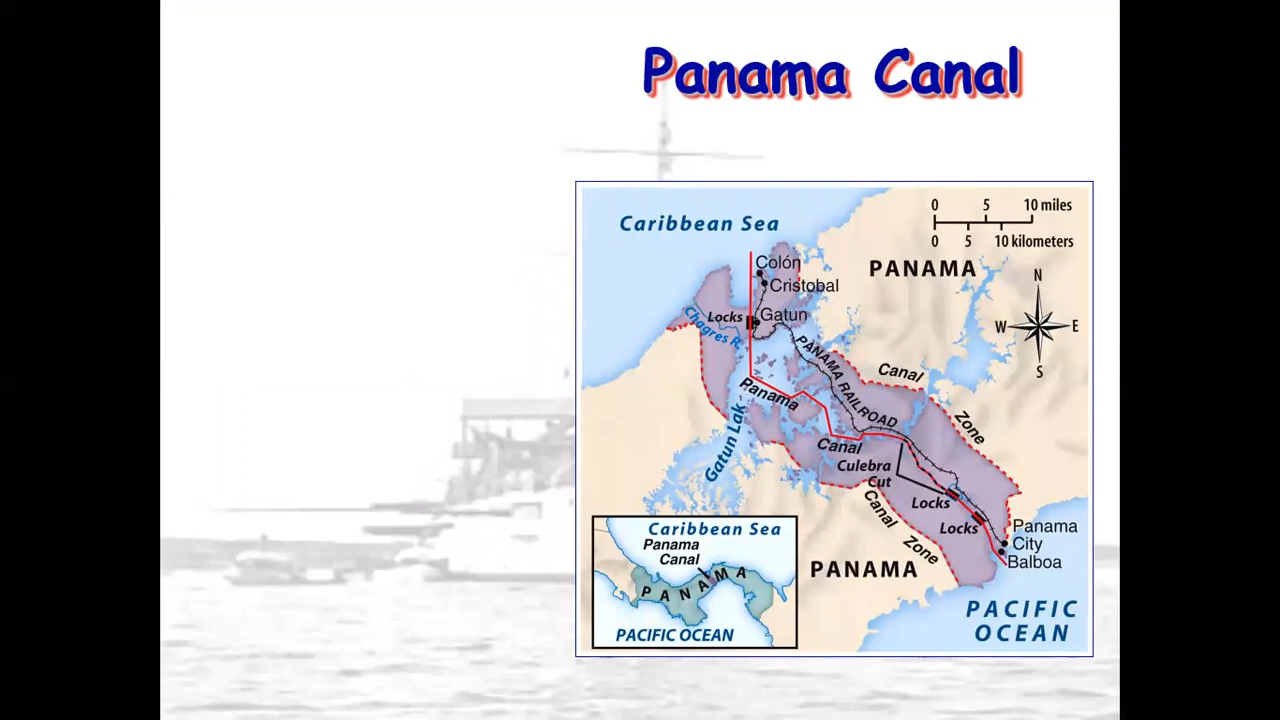 Panama Canal
Caribbean Sea
0 5 10 miles
0 5 10 kilometers
PANAMA
N
W E
S
Colón
Cristobal
Locks
Gatun
Chagres R.
PANAMA RAILROAD
Canal
Zone
Panama
Canal
Gatun Lak
Culebra
Cut
Canal
Zone
Locks
Locks
Panama
City
Balboa
PANAMA
PACIFIC
OCEAN
Caribbean Sea
Panama
Canal
PANAMA
PACIFIC OCEAN